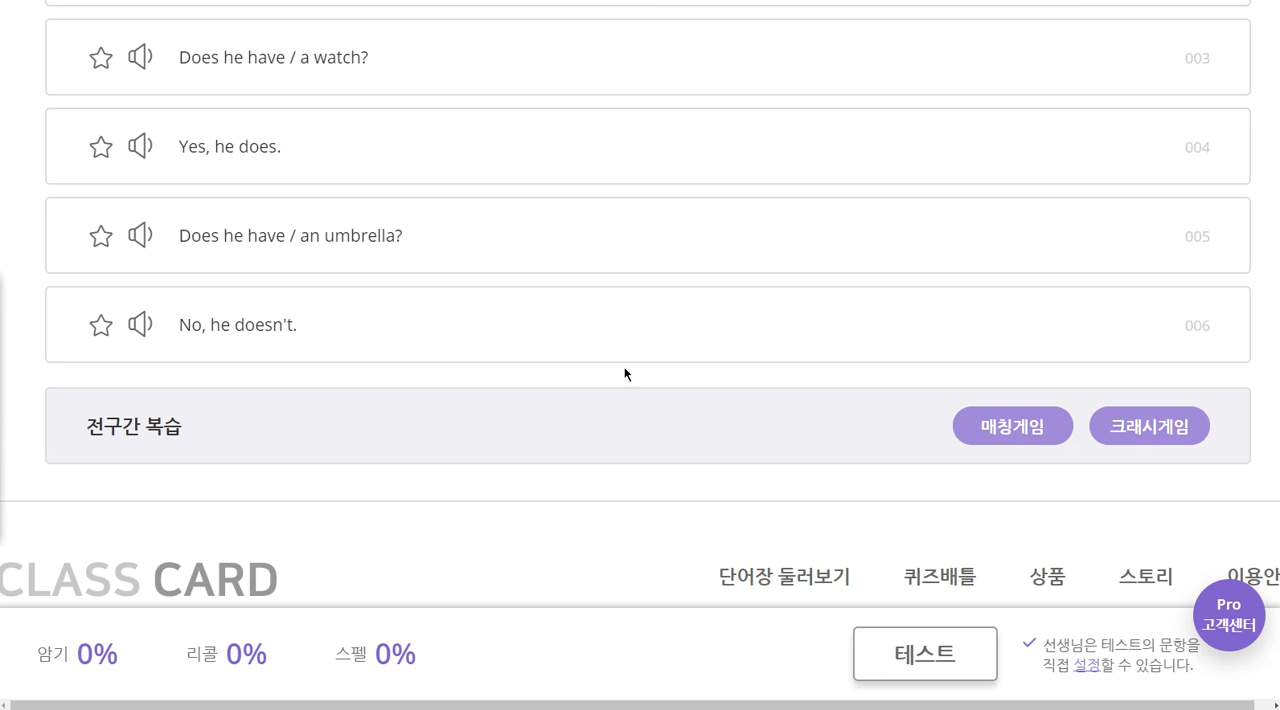 Does he have / a watch?
003
Yes, he does.
004
Does he have / an umbrella?
005
No, he doesn't.
006
전구간 복습
매칭게임
크래시게임
CLASS CARD
단어장 둘러보기
퀴즈배틀
상품
스토리
이용안
Pro
고객센터
암기 0%
리콜 0%
스펠 0%
테스트
선생님은 테스트의 문항을
직접 설정할 수 있습니다.